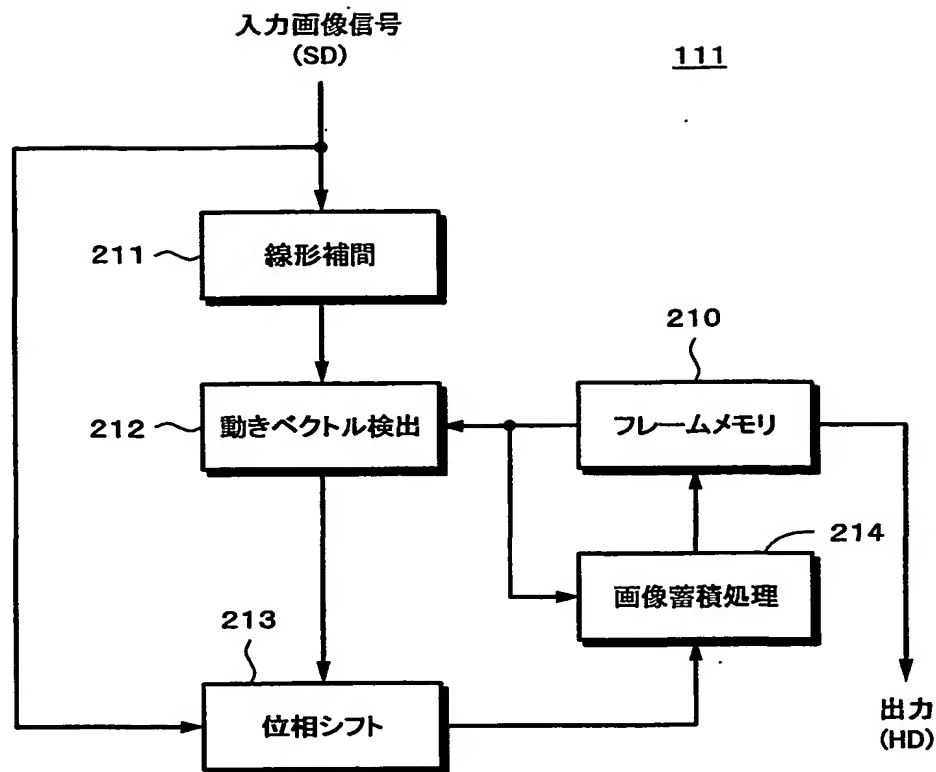 入力画像信号
(SD)
111
211
線形補間
210
212
動きベクトル検出
フレームメモリ
214
画像蓄積処理
213
位相シフト
出力
(HD)